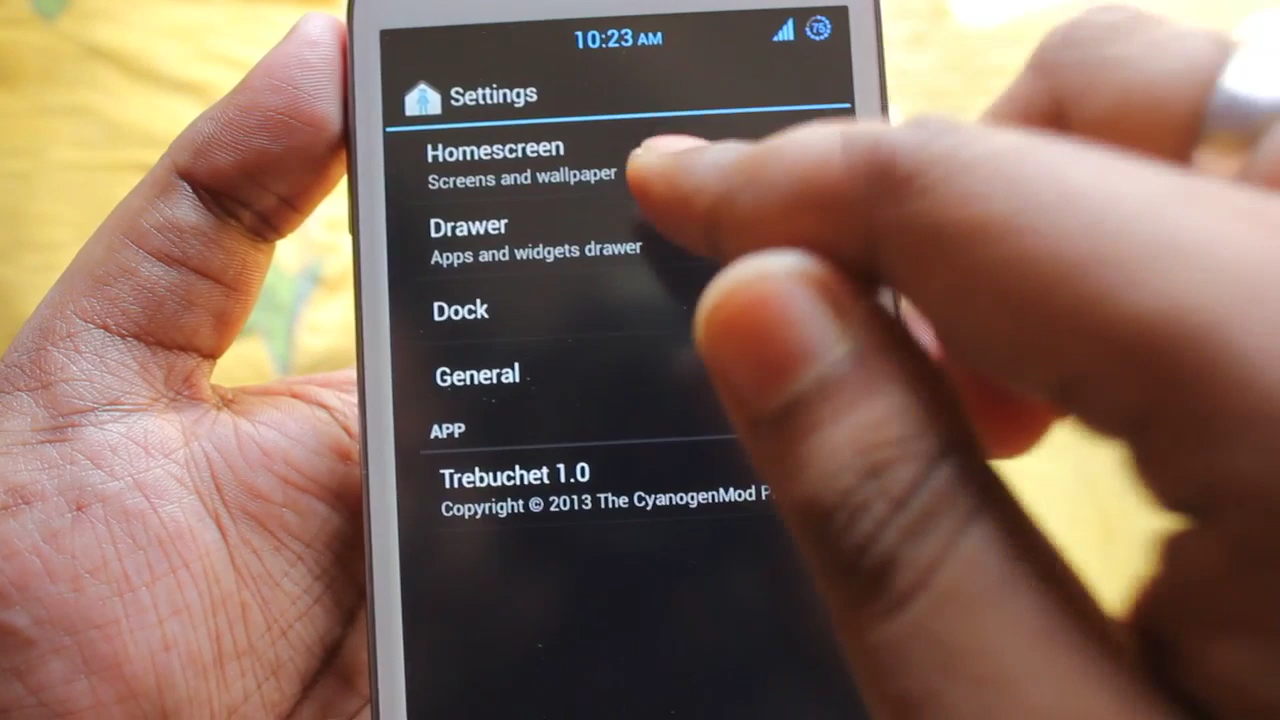 10:23 AM
75
Settings
Homescreen
Screens and wallpaper
Drawer
Apps and widgets drawer
Dock
General
APP
Trebuchet 1.0
Copyright © 2013 The CyanogenMod